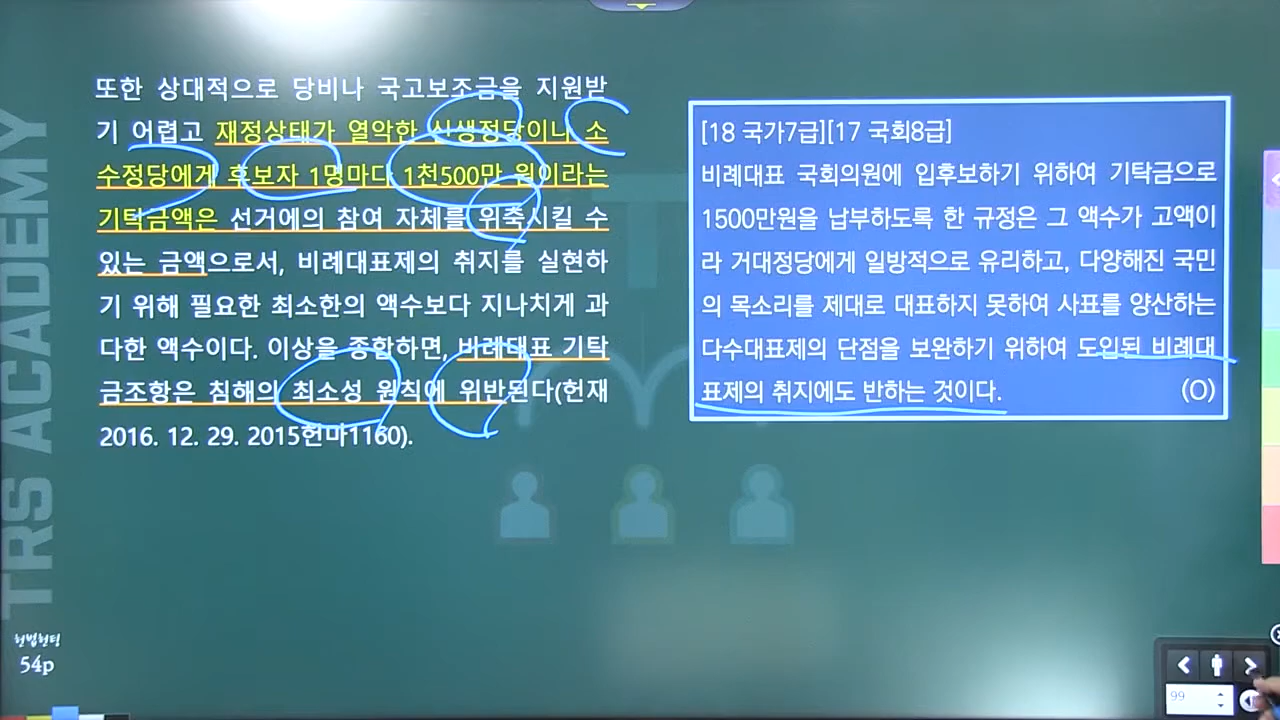 또한 상대적으로 당비나 국고보조금을 지원받
기 어렵고 재정상태가 열악한 신생정당이나 소
수정당에게 후보자 1명마다 1천500만 원이라는
기탁금액은 선거에의 참여 자체를 위축시킬 수
있는 금액으로서, 비례대표제의 취지를 실현하
기 위해 필요한 최소한의 액수보다 지나치게 과
다한 액수이다. 이상을 종합하면, 비례대표 기탁
금조항은 침해의 최소성 원칙에 위반된다(헌재
2016. 12. 29. 2015헌마1160).
[18 국가7급][17 국회8급]
비례대표 국회의원에 입후보하기 위하여 기탁금으로
1500만원을 납부하도록 한 규정은 그 액수가 고액이
라 거대정당에게 일방적으로 유리하고, 다양해진 국민
의 목소리를 제대로 대표하지 못하여 사표를 양산하는
다수대표제의 단점을 보완하기 위하여 도입된 비례대
표제의 취지에도 반하는 것이다. (O)
TRS ACADEMY
헌법헌팅
54p
99